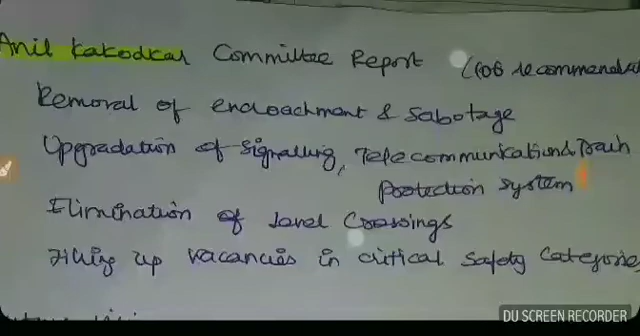 Anil Kakodkar Committee Report (106 recommendat
Removal of encroachment & Sabotage
Upgradation of Signalling, Telecommunication & Train
Protection System
Elimination of Level Crossings
Filling up vacancies in critical Safety Categories
DU SCREEN RECORDER